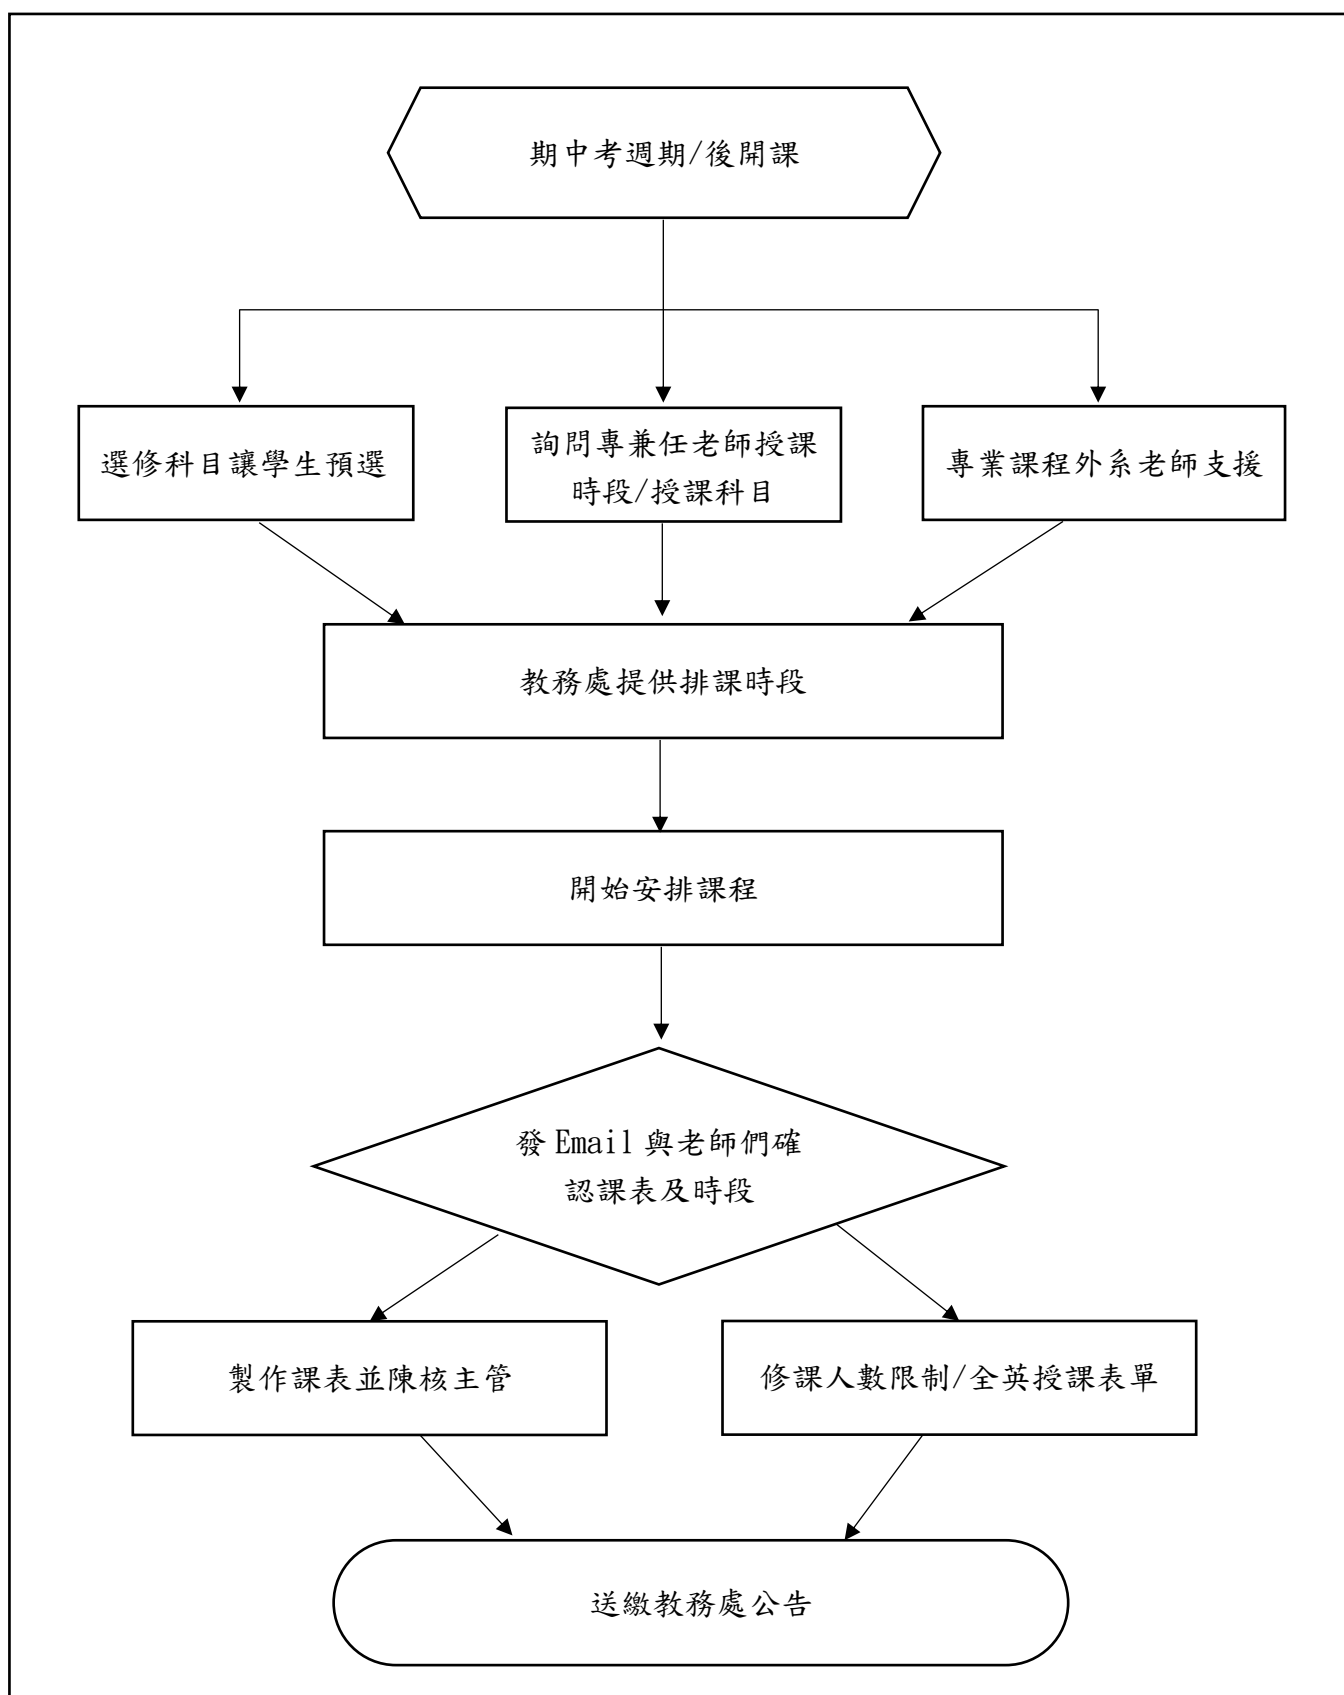 期中考週期/後開課
選修科目讓學生預選
詢問專兼任老師授課
時段/授課科目
專業課程外系老師支援
教務處提供排課時段
開始安排課程
發 Email 與老師們確
認課表及時段
製作課表並陳核主管
修課人數限制/全英授課表單
送繳教務處公告